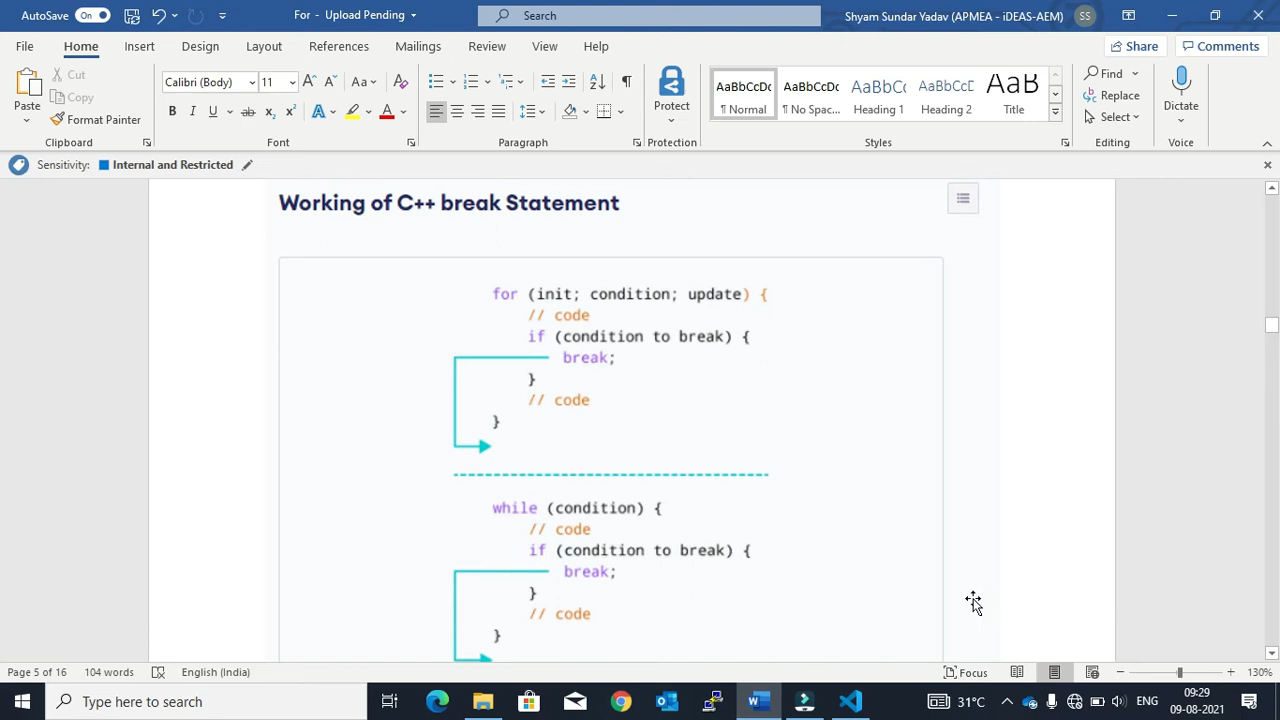 AutoSave On For - Upload Pending Search Shyam Sundar Yadav (APMEA - iDEAS-AEM) SS
File Home Insert Design Layout References Mailings Review View Help Share Comments
Paste Cut Copy Format Painter
Calibri (Body) 11 Aa
B I U ab x₂ x² A A
Protect
AaBbCcDc AaBbCcDc AaBbCc AaBbCcD AaB
¶ Normal ¶ No Spac... Heading 1 Heading 2 Title
Find Replace Select
Dictate
Clipboard Font Paragraph Protection Styles Editing Voice
Sensitivity: Internal and Restricted
Working of C++ break Statement
for (init; condition; update) {
// code
if (condition to break) {
break;
}
// code
}
while (condition) {
// code
if (condition to break) {
break;
}
// code
}
Page 5 of 16 104 words English (India) Focus 130%
Type here to search 31°C ENG 09:29
09-08-2021